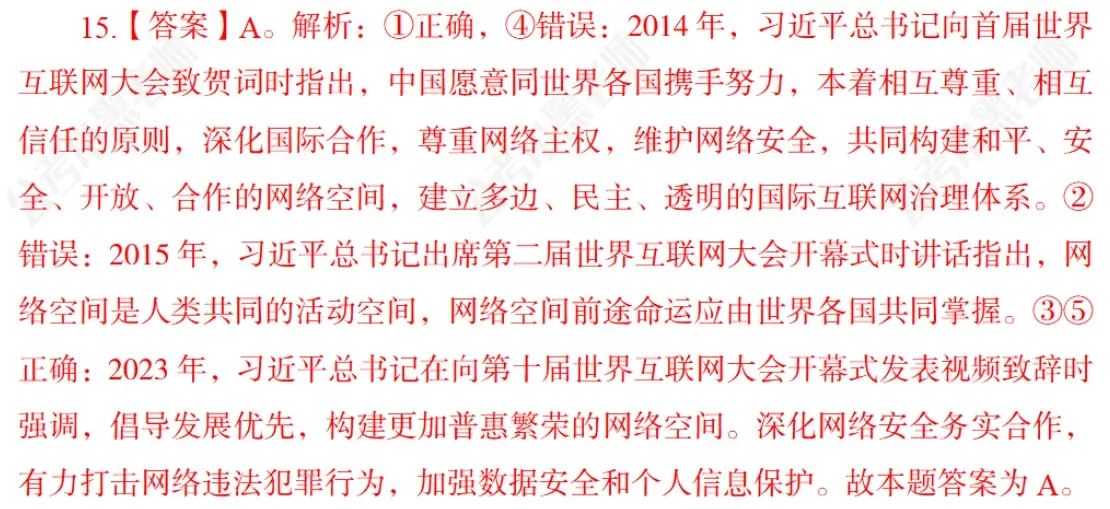 15.【答案】A。解析：①正确，④错误：2014 年，习近平总书记向首届世界
互联网大会致贺词时指出，中国愿意同世界各国携手努力，本着相互尊重、相互
信任的原则，深化国际合作，尊重网络主权，维护网络安全，共同构建和平、安
全、开放、合作的网络空间，建立多边、民主、透明的国际互联网治理体系。②
错误：2015 年，习近平总书记出席第二届世界互联网大会开幕式时讲话指出，网
络空间是人类共同的活动空间，网络空间前途命运应由世界各国共同掌握。③⑤
正确：2023 年，习近平总书记在向第十届世界互联网大会开幕式发表视频致辞时
强调，倡导发展优先，构建更加普惠繁荣的网络空间。深化网络安全务实合作，
有力打击网络违法犯罪行为，加强数据安全和个人信息保护。故本题答案为 A。